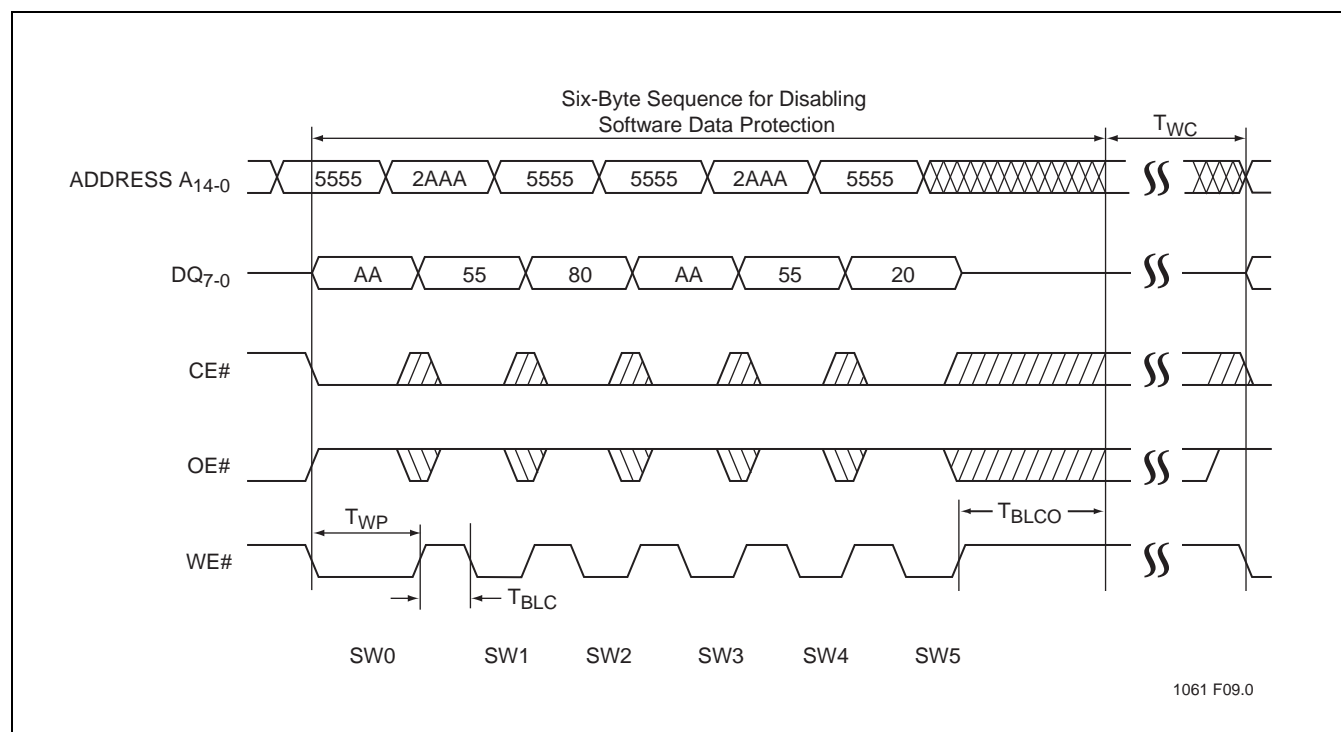 Six-Byte Sequence for Disabling
Software Data Protection
TWC
ADDRESS A14-0
5555 2AAA 5555 5555 2AAA 5555
DQ7-0
AA 55 80 AA 55 20
CE#
OE#
TWP
TBLCO
WE#
TBLC
SW0 SW1 SW2 SW3 SW4 SW5
1061 F09.0